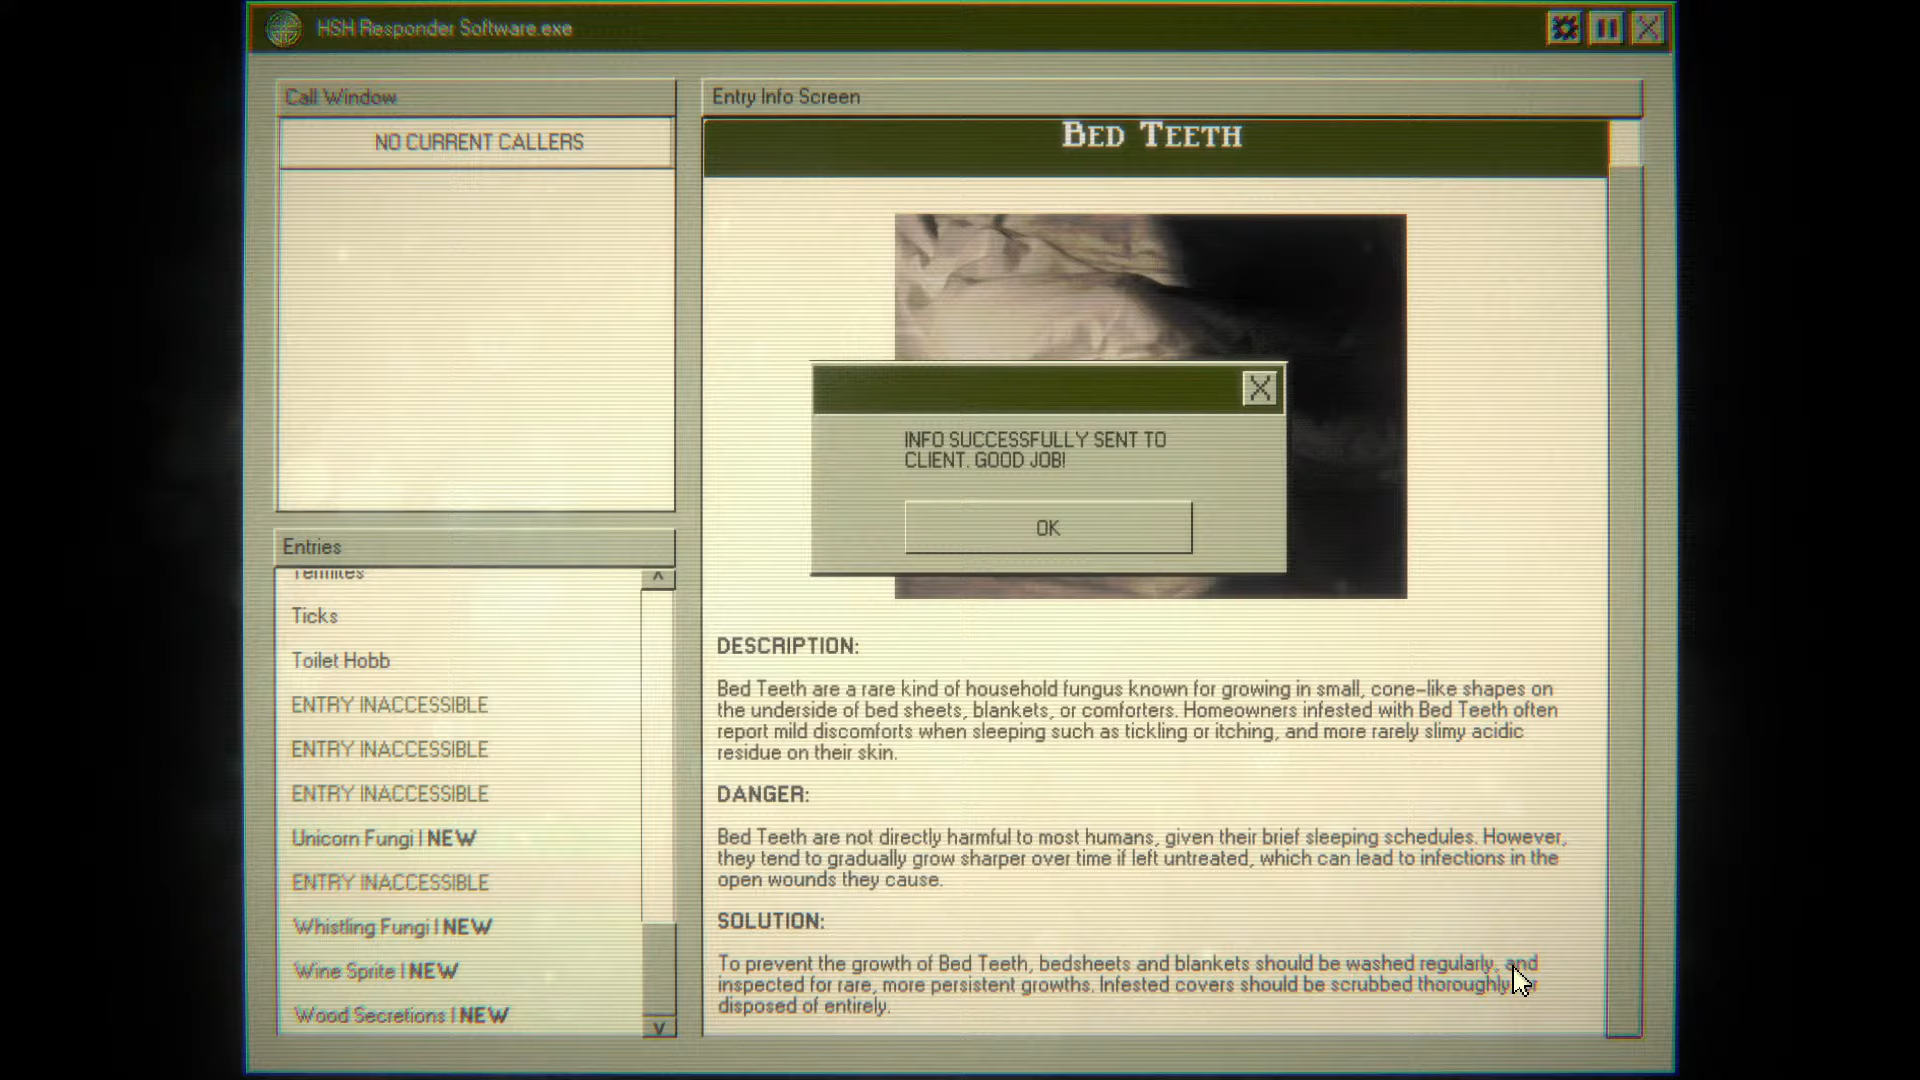 HSH Responder Software.exe
Call Window
NO CURRENT CALLERS
Entries
Termites
Ticks
Toilet Hobb
ENTRY INACCESSIBLE
ENTRY INACCESSIBLE
ENTRY INACCESSIBLE
Unicorn Fungi | NEW
ENTRY INACCESSIBLE
Whistling Fungi | NEW
Wine Sprite | NEW
Wood Secretions | NEW
Entry Info Screen
BED TEETH
INFO SUCCESSFULLY SENT TO
CLIENT. GOOD JOB!
OK
DESCRIPTION:
Bed Teeth are a rare kind of household fungus known for growing in small, cone-like shapes on
the underside of bed sheets, blankets, or comforters. Homeowners infested with Bed Teeth often
report mild discomforts when sleeping such as tickling or itching, and more rarely slimy acidic
residue on their skin.
DANGER:
Bed Teeth are not directly harmful to most humans, given their brief sleeping schedules. However,
they tend to gradually grow sharper over time if left untreated, which can lead to infections in the
open wounds they cause.
SOLUTION:
To prevent the growth of Bed Teeth, bedsheets and blankets should be washed regularly, and
inspected for rare, more persistent growths. Infested covers should be scrubbed thoroughly
disposed of entirely.